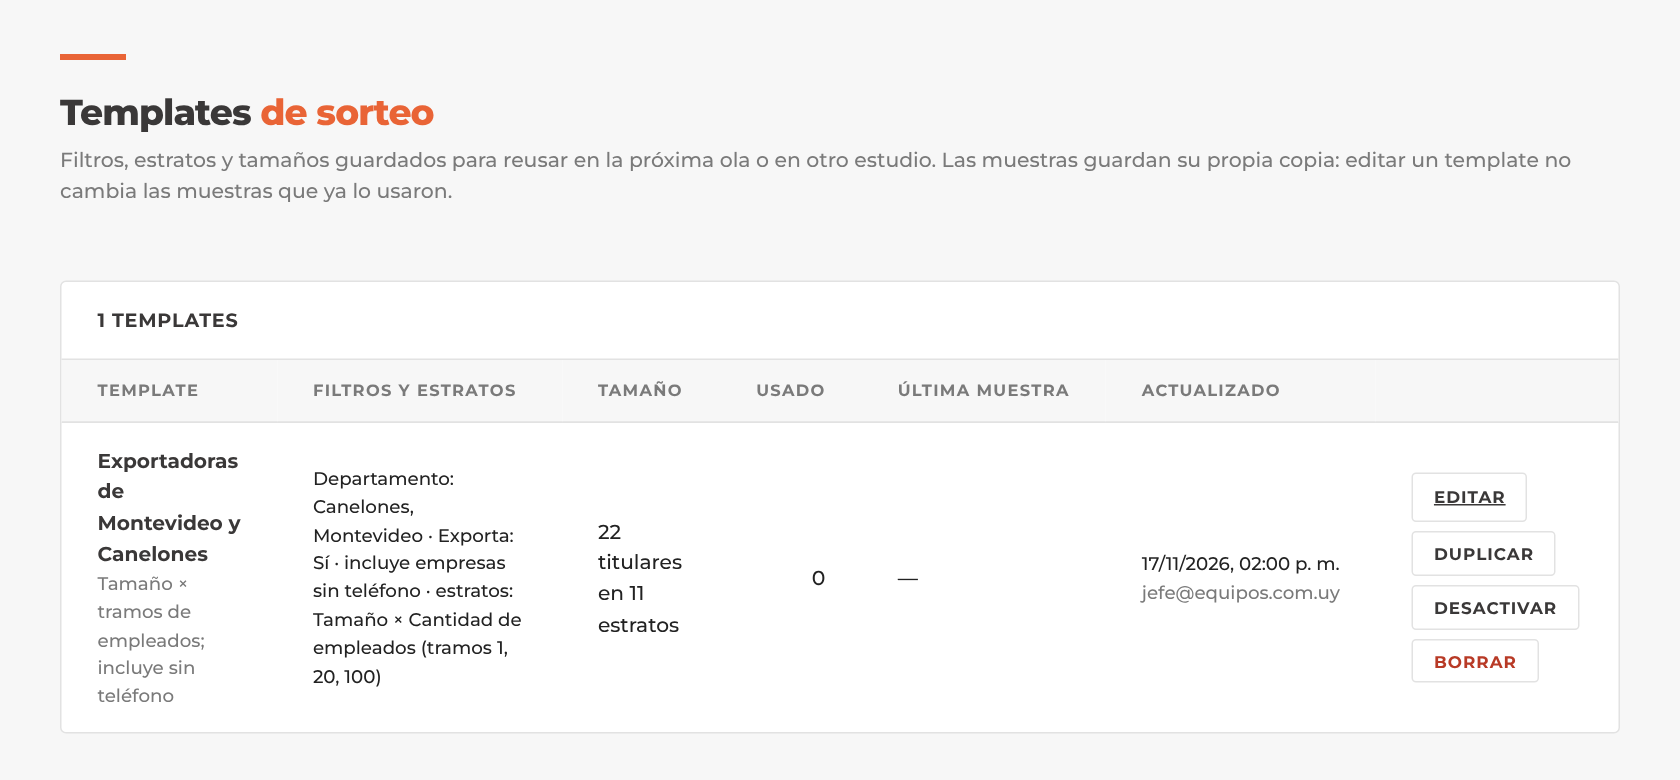 Templates de sorteo
Filtros, estratos y tamaños guardados para reusar en la próxima ola o en otro estudio. Las muestras guardan su propia copia: editar un template no
cambia las muestras que ya lo usaron.
1 TEMPLATES
TEMPLATE FILTROS Y ESTRATOS TAMAÑO USADO ÚLTIMA MUESTRA ACTUALIZADO
Exportadoras
de
Montevideo y
Canelones
Tamaño ×
tramos de
empleados;
incluye sin
teléfono
Departamento:
Canelones,
Montevideo · Exporta:
Sí · incluye empresas
sin teléfono · estratos:
Tamaño × Cantidad de
empleados (tramos 1,
20, 100)
22
titulares
en 11
estratos
0
—
17/11/2026, 02:00 p. m.
jefe@equipos.com.uy
EDITAR
DUPLICAR
DESACTIVAR
BORRAR